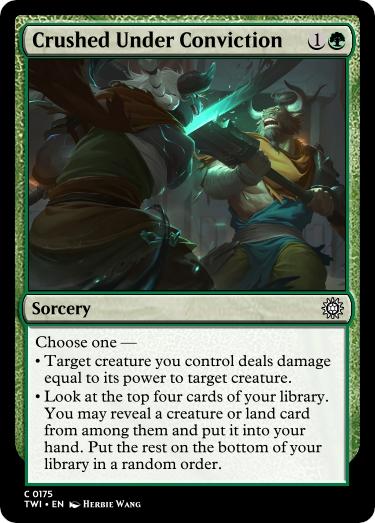 Crushed Under Conviction 1
Sorcery
Choose one —
• Target creature you control deals damage
equal to its power to target creature.
• Look at the top four cards of your library.
You may reveal a creature or land card
from among them and put it into your
hand. Put the rest on the bottom of your
library in a random order.
C 0175
TWI • EN Herbie Wang